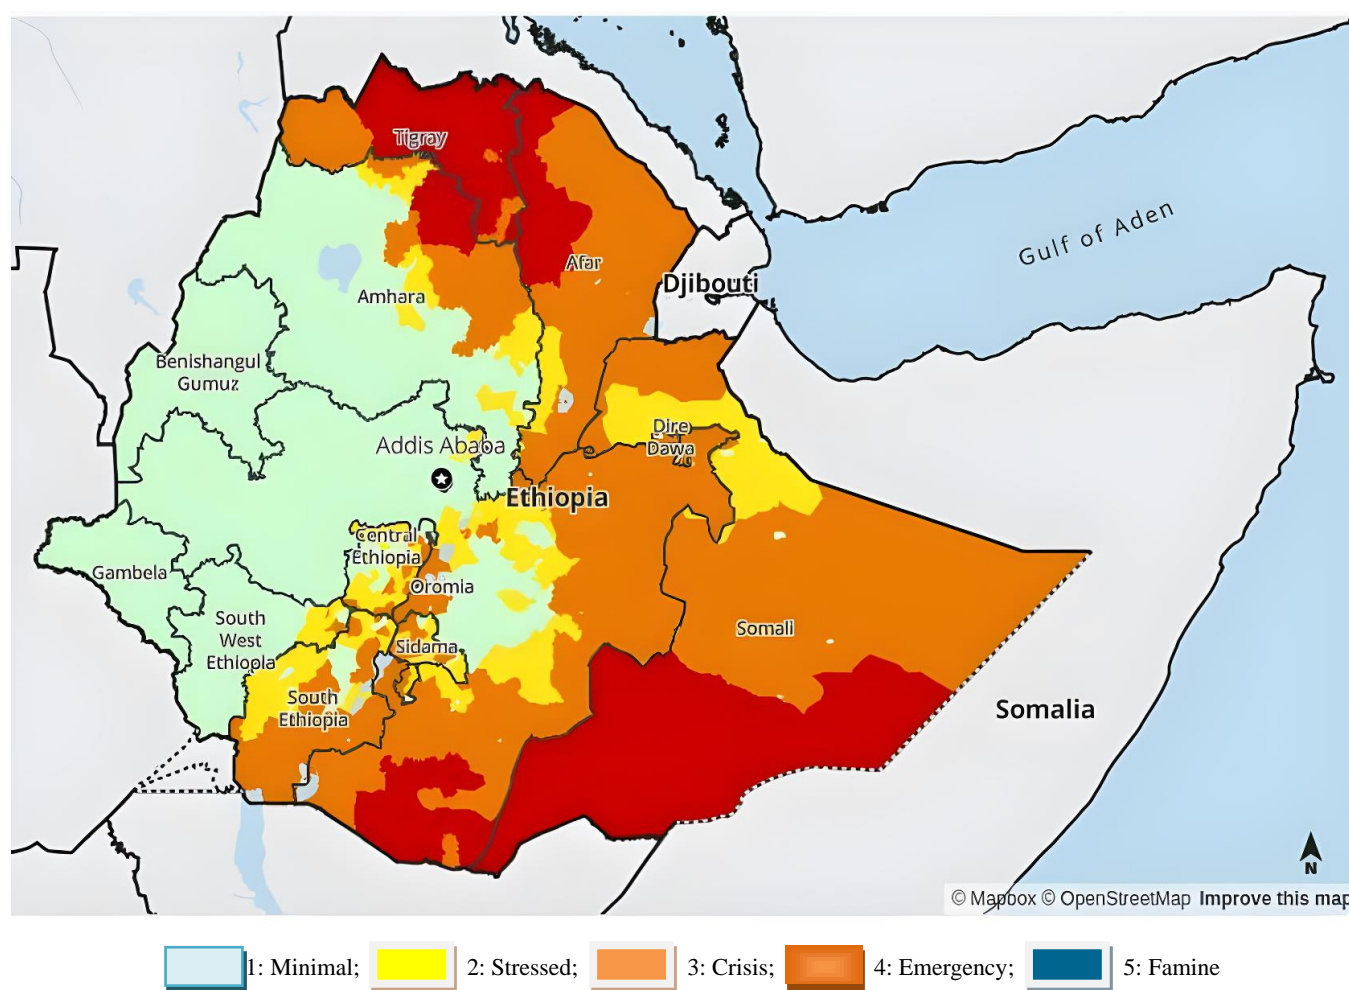 Tigray
Afar
Gulf of Aden
Djibouti
Amhara
Benishangul
Gumuz
Dire
Dawa
Addis Ababa
Ethiopia
Central
Ethiopia
Gambela
Oromia
South
West
Ethiopia
Sidama
Somali
South
Ethiopia
Somalia
N
© Mapbox © OpenStreetMap Improve this map
1: Minimal; 2: Stressed; 3: Crisis; 4: Emergency; 5: Famine